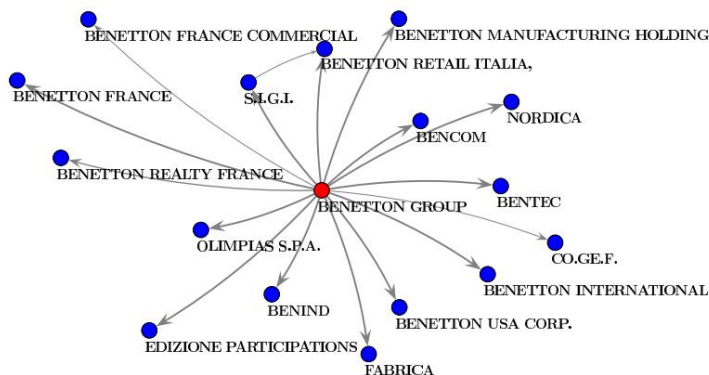 BENETTON FRANCE COMMERCIAL
BENETTON MANUFACTURING HOLDING
BENETTON RETAIL ITALIA,
BENETTON FRANCE
S.I.G.I.
NORDICA
BENCOM
BENETTON REALTY FRANCE
BENTEC
BENETTON GROUP
OLIMPIAS S.P.A.
CO.GE.F.
BENETTON INTERNATIONAL
BENIND
BENETTON USA CORP.
EDIZIONE PARTICIPATIONS
FABRICA